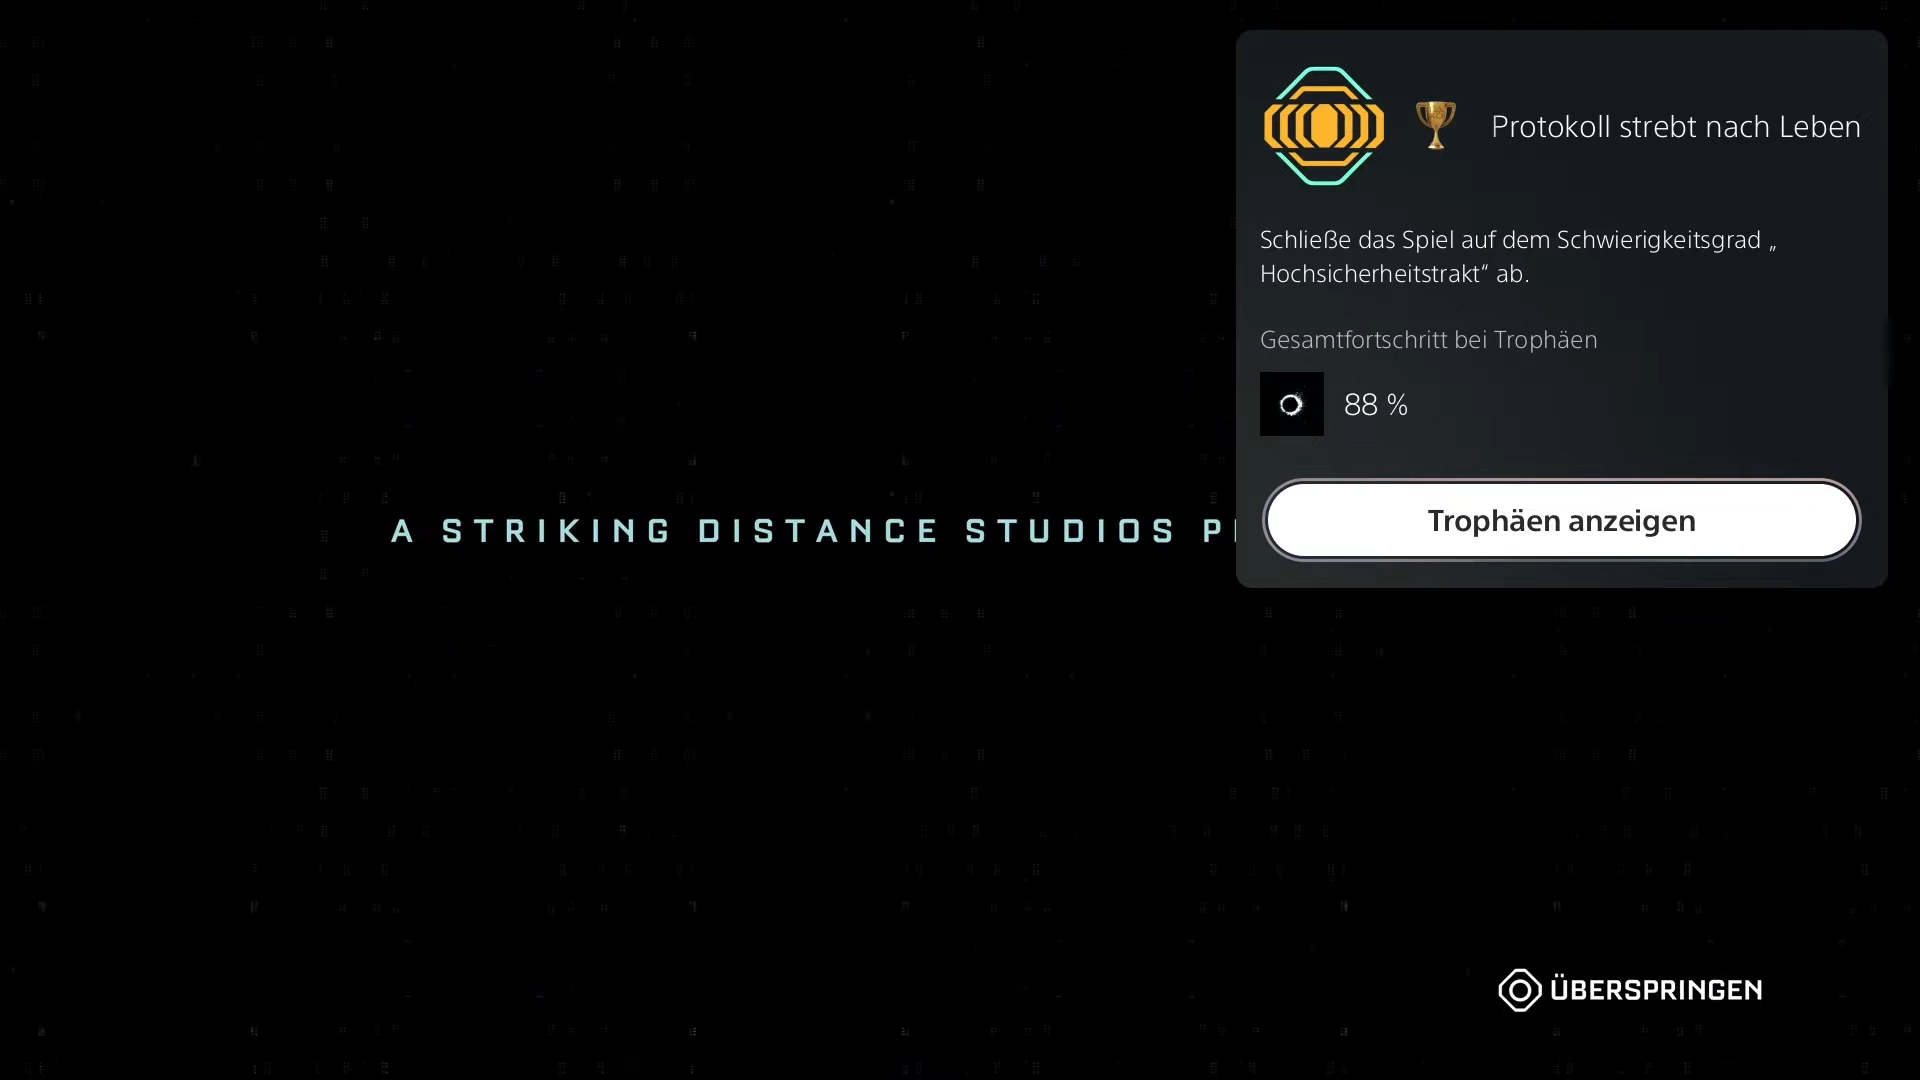 Protokoll strebt nach Leben
Schließe das Spiel auf dem Schwierigkeitsgrad „
Hochsicherheitstrakt“ ab.
Gesamtfortschritt bei Trophäen
88 %
Trophäen anzeigen
A STRIKING DISTANCE STUDIOS
ÜBERSPRINGEN